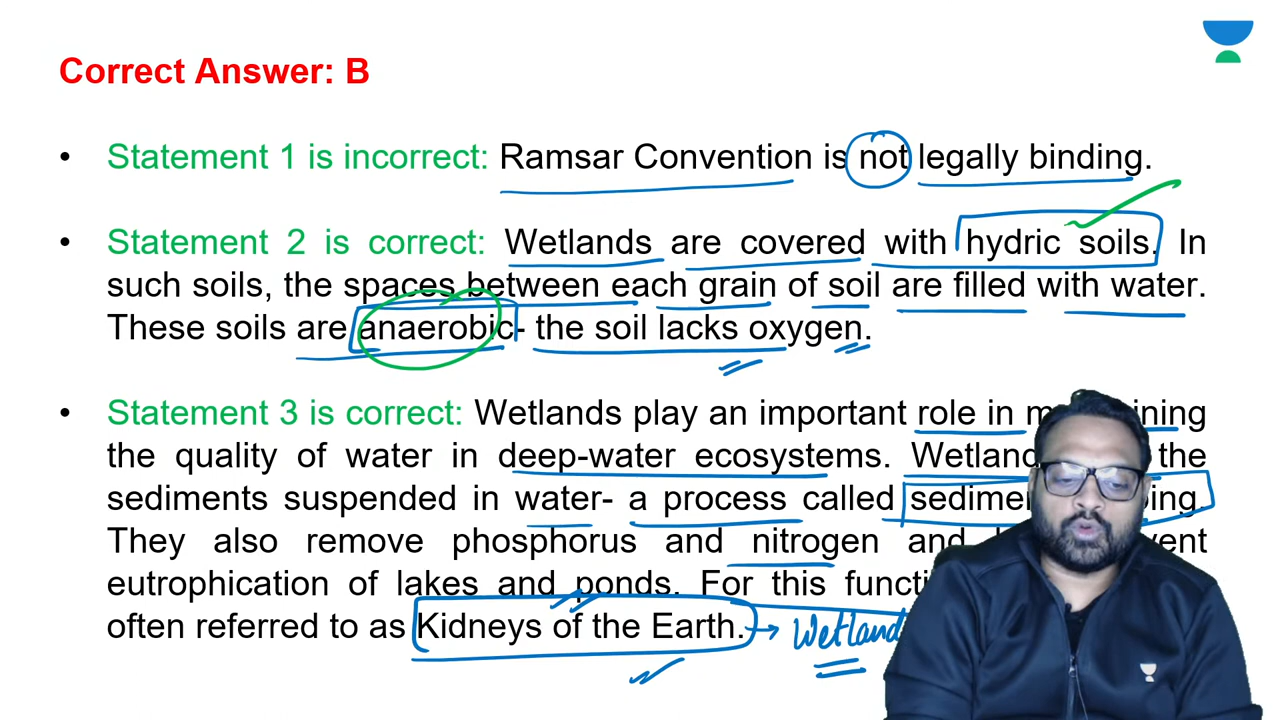 Correct Answer: B
• Statement 1 is incorrect: Ramsar Convention is not legally binding.
• Statement 2 is correct: Wetlands are covered with hydric soils. In
such soils, the spaces between each grain of soil are filled with water.
These soils are anaerobic- the soil lacks oxygen.
• Statement 3 is correct: Wetlands play an important role in
the quality of water in deep-water ecosystems. the
sediments suspended in water- a process called
They also remove phosphorus and nitrogen and
eutrophication of lakes and ponds. For this
often referred to as Kidneys of the Earth. → Wetland